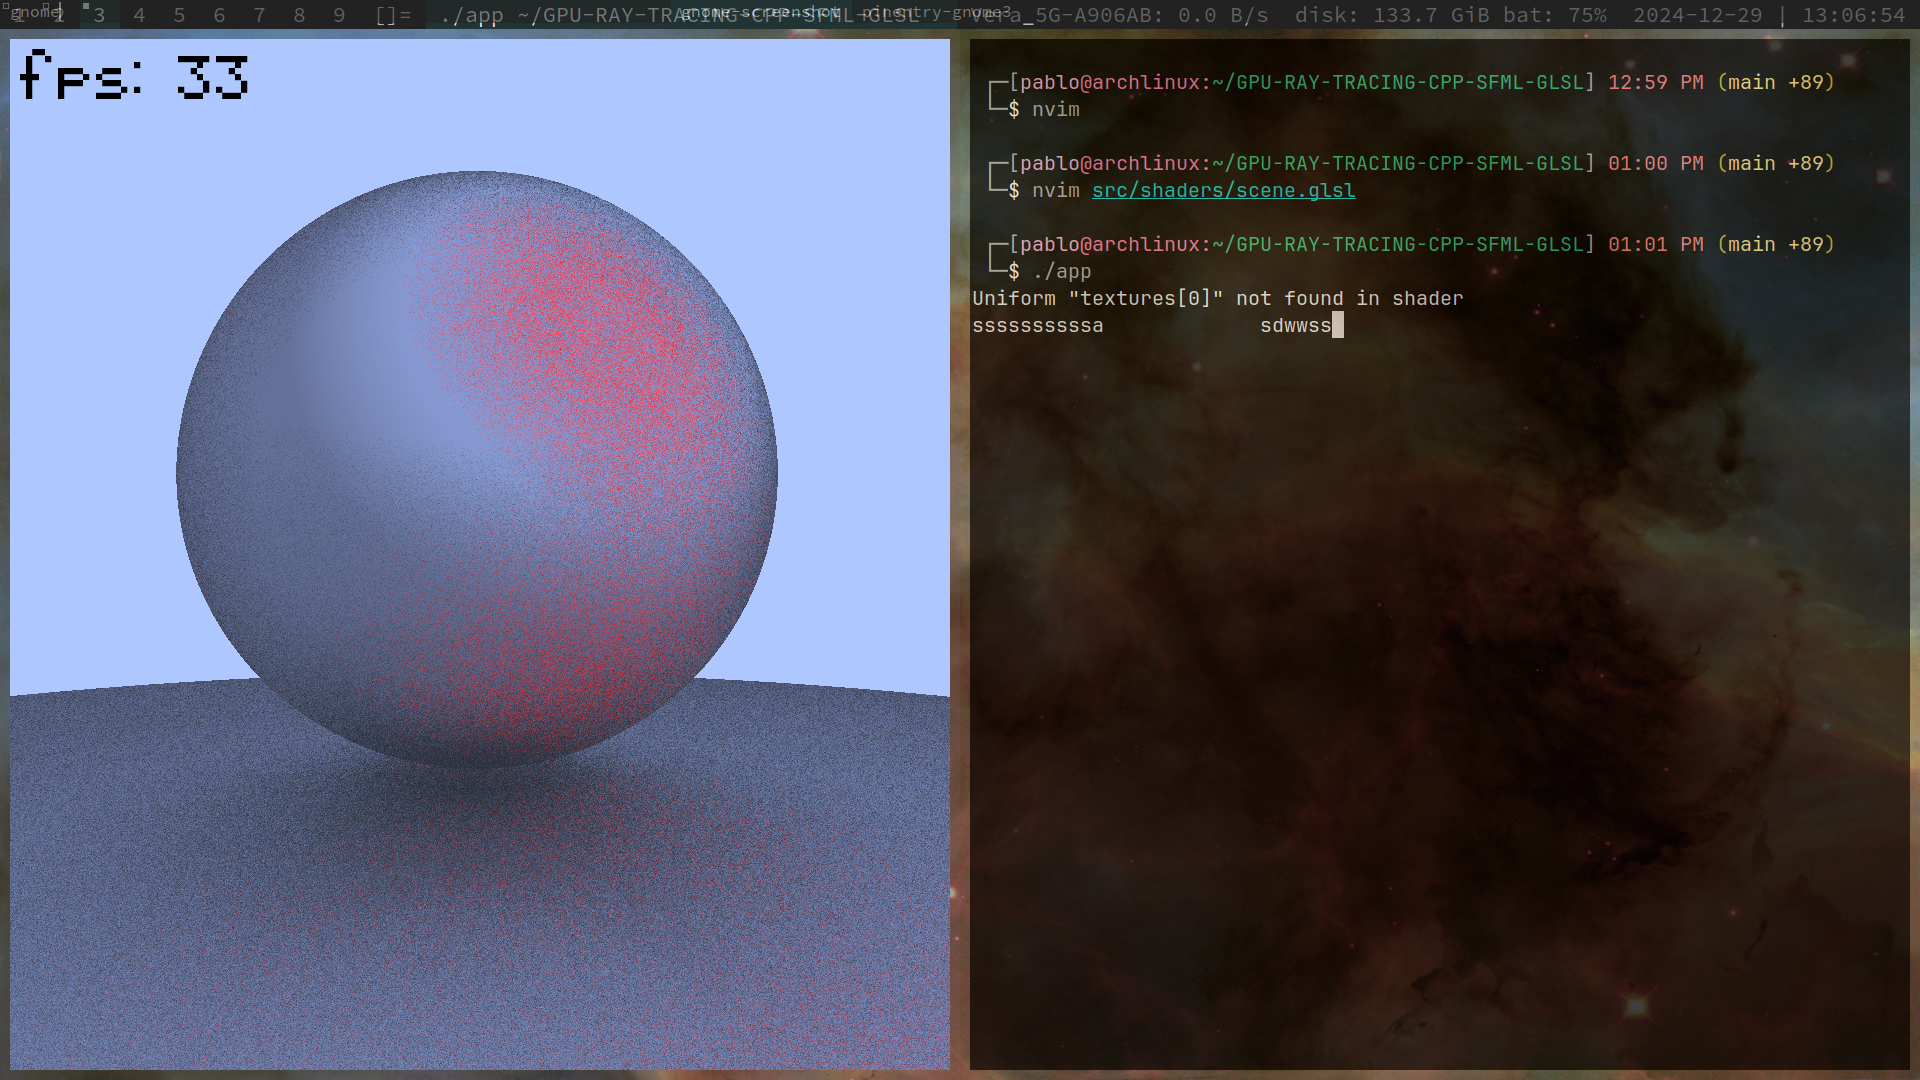 1 3 4 5 6 7 8 9 []= ./app ~/GPU-RAY-TRACING-CPP-SFML-GLSL pinentry-gnome3 5G-A906AB: 0.0 B/s disk: 133.7 GiB bat: 75% 2024-12-29 | 13:06:54
fps: 33
┌─[pablo@archlinux:~/GPU-RAY-TRACING-CPP-SFML-GLSL] 12:59 PM (main +89)
└─$ nvim
┌─[pablo@archlinux:~/GPU-RAY-TRACING-CPP-SFML-GLSL] 01:00 PM (main +89)
└─$ nvim src/shaders/scene.glsl
┌─[pablo@archlinux:~/GPU-RAY-TRACING-CPP-SFML-GLSL] 01:01 PM (main +89)
└─$ ./app
Uniform "textures[0]" not found in shader
ssssssssssa             sdwwss